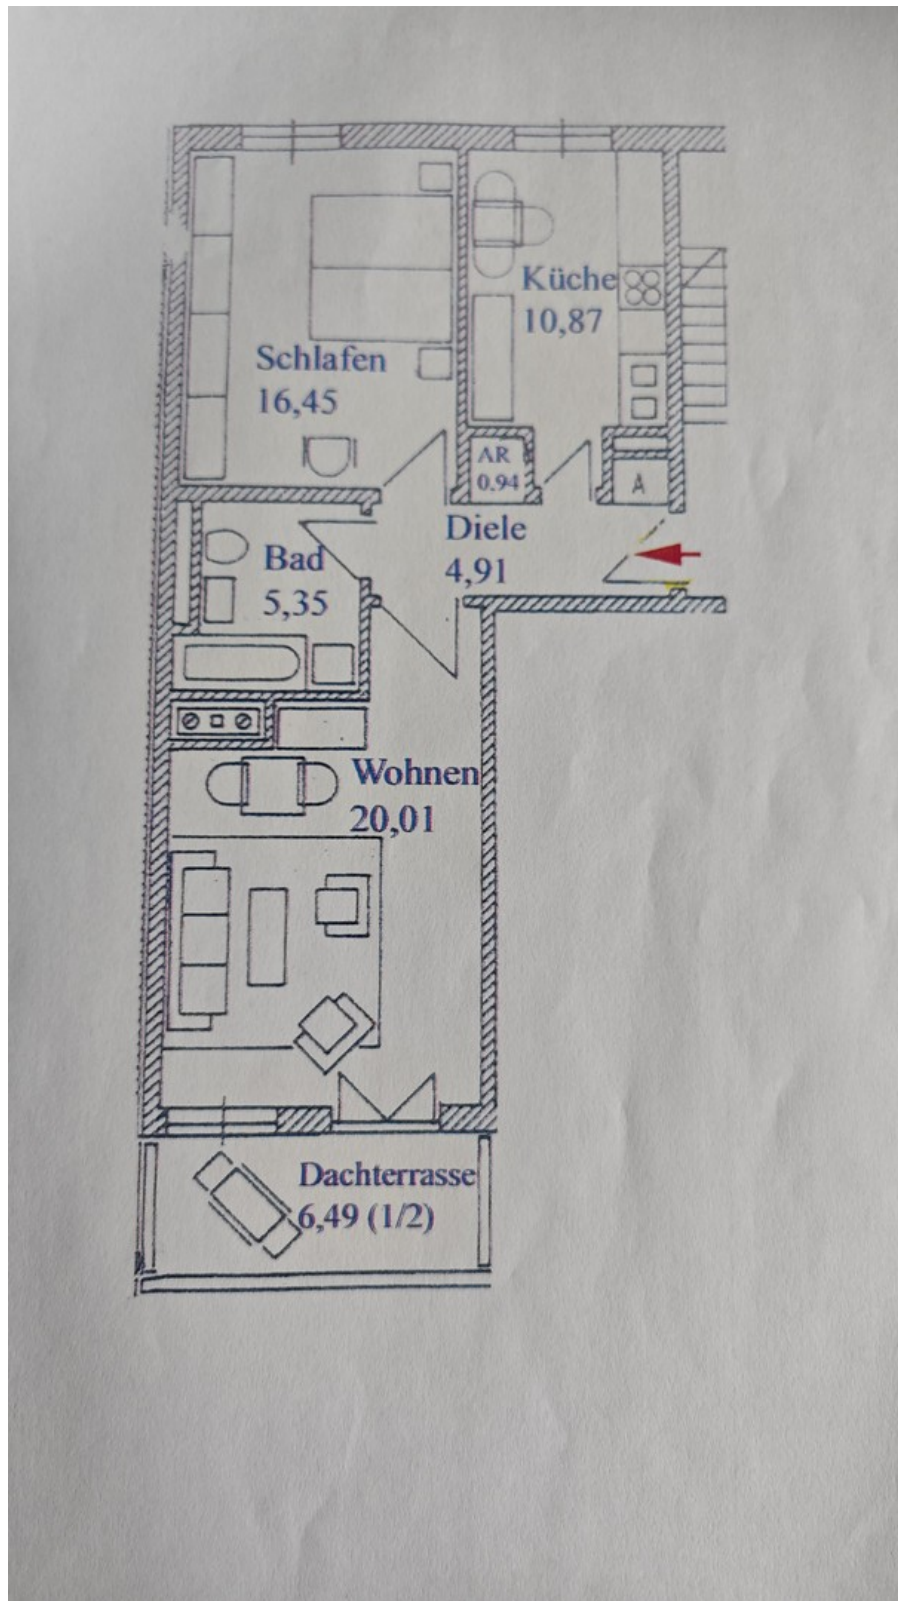 Küche
10,87
Schlafen
16,45
AR
0,94
A
Diele
4,91
Bad
5,35
Wohnen
20,01
Dachterrasse
6,49 (1/2)